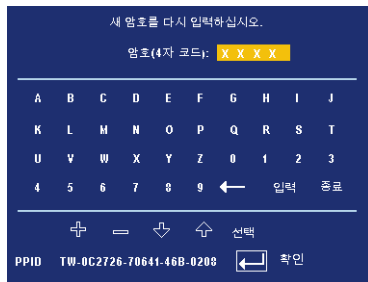 새 암호를 다시 입력하십시오.
암호(4자 코드): X X X X
A B C D E F G H I J
K L M N O P Q R S T
U V W X Y Z 0 1 2 3
4 5 6 7 8 9 ← 입력 종료
+ − ↓ ↑ 선택
PPID TW-0C2726-70641-46B-0208 ↵ 확인